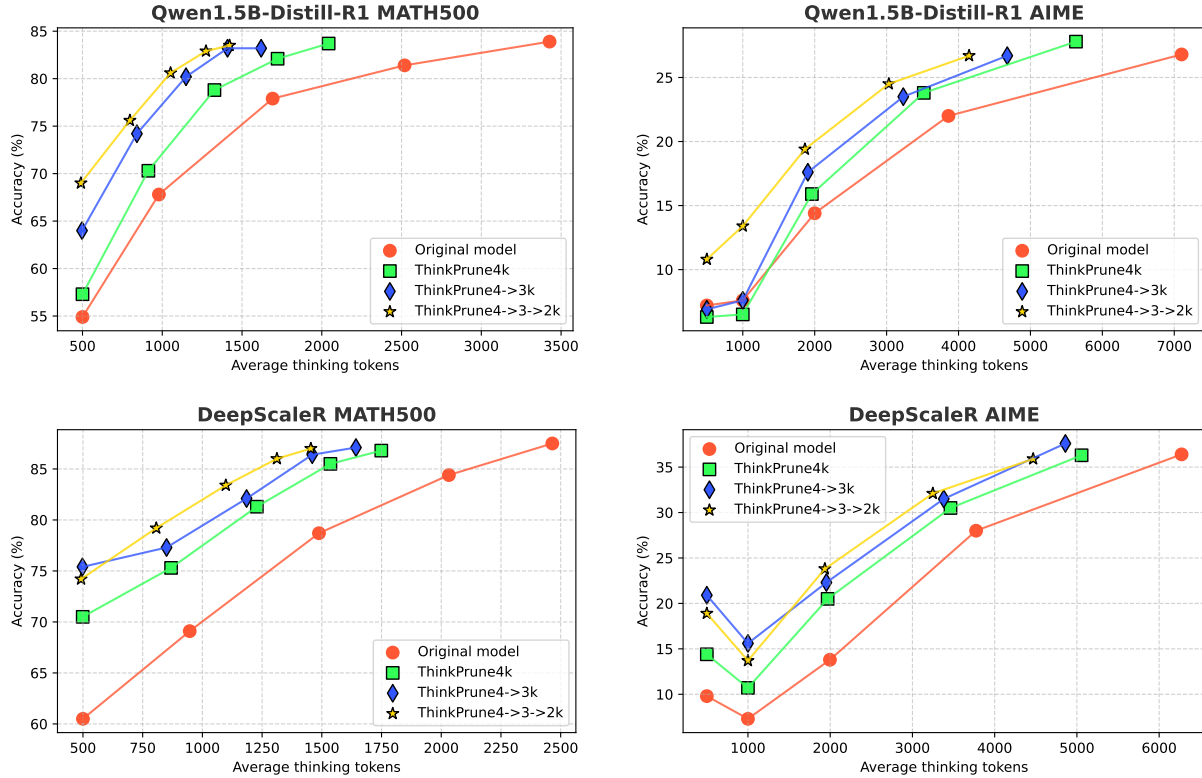 Qwen1.5B-Distill-R1 MATH500
Accuracy (%)
85
80
75
70
65
60
55
500 1000 1500 2000 2500 3000 3500
Average thinking tokens
Original model
ThinkPrune4k
ThinkPrune4->3k
ThinkPrune4->3->2k
Qwen1.5B-Distill-R1 AIME
Accuracy (%)
25
20
15
10
1000 2000 3000 4000 5000 6000 7000
Average thinking tokens
Original model
ThinkPrune4k
ThinkPrune4->3k
ThinkPrune4->3->2k
DeepScaleR MATH500
Accuracy (%)
85
80
75
70
65
60
500 750 1000 1250 1500 1750 2000 2250 2500
Average thinking tokens
Original model
ThinkPrune4k
ThinkPrune4->3k
ThinkPrune4->3->2k
DeepScaleR AIME
Accuracy (%)
35
30
25
20
15
10
1000 2000 3000 4000 5000 6000
Average thinking tokens
Original model
ThinkPrune4k
ThinkPrune4->3k
ThinkPrune4->3->2k